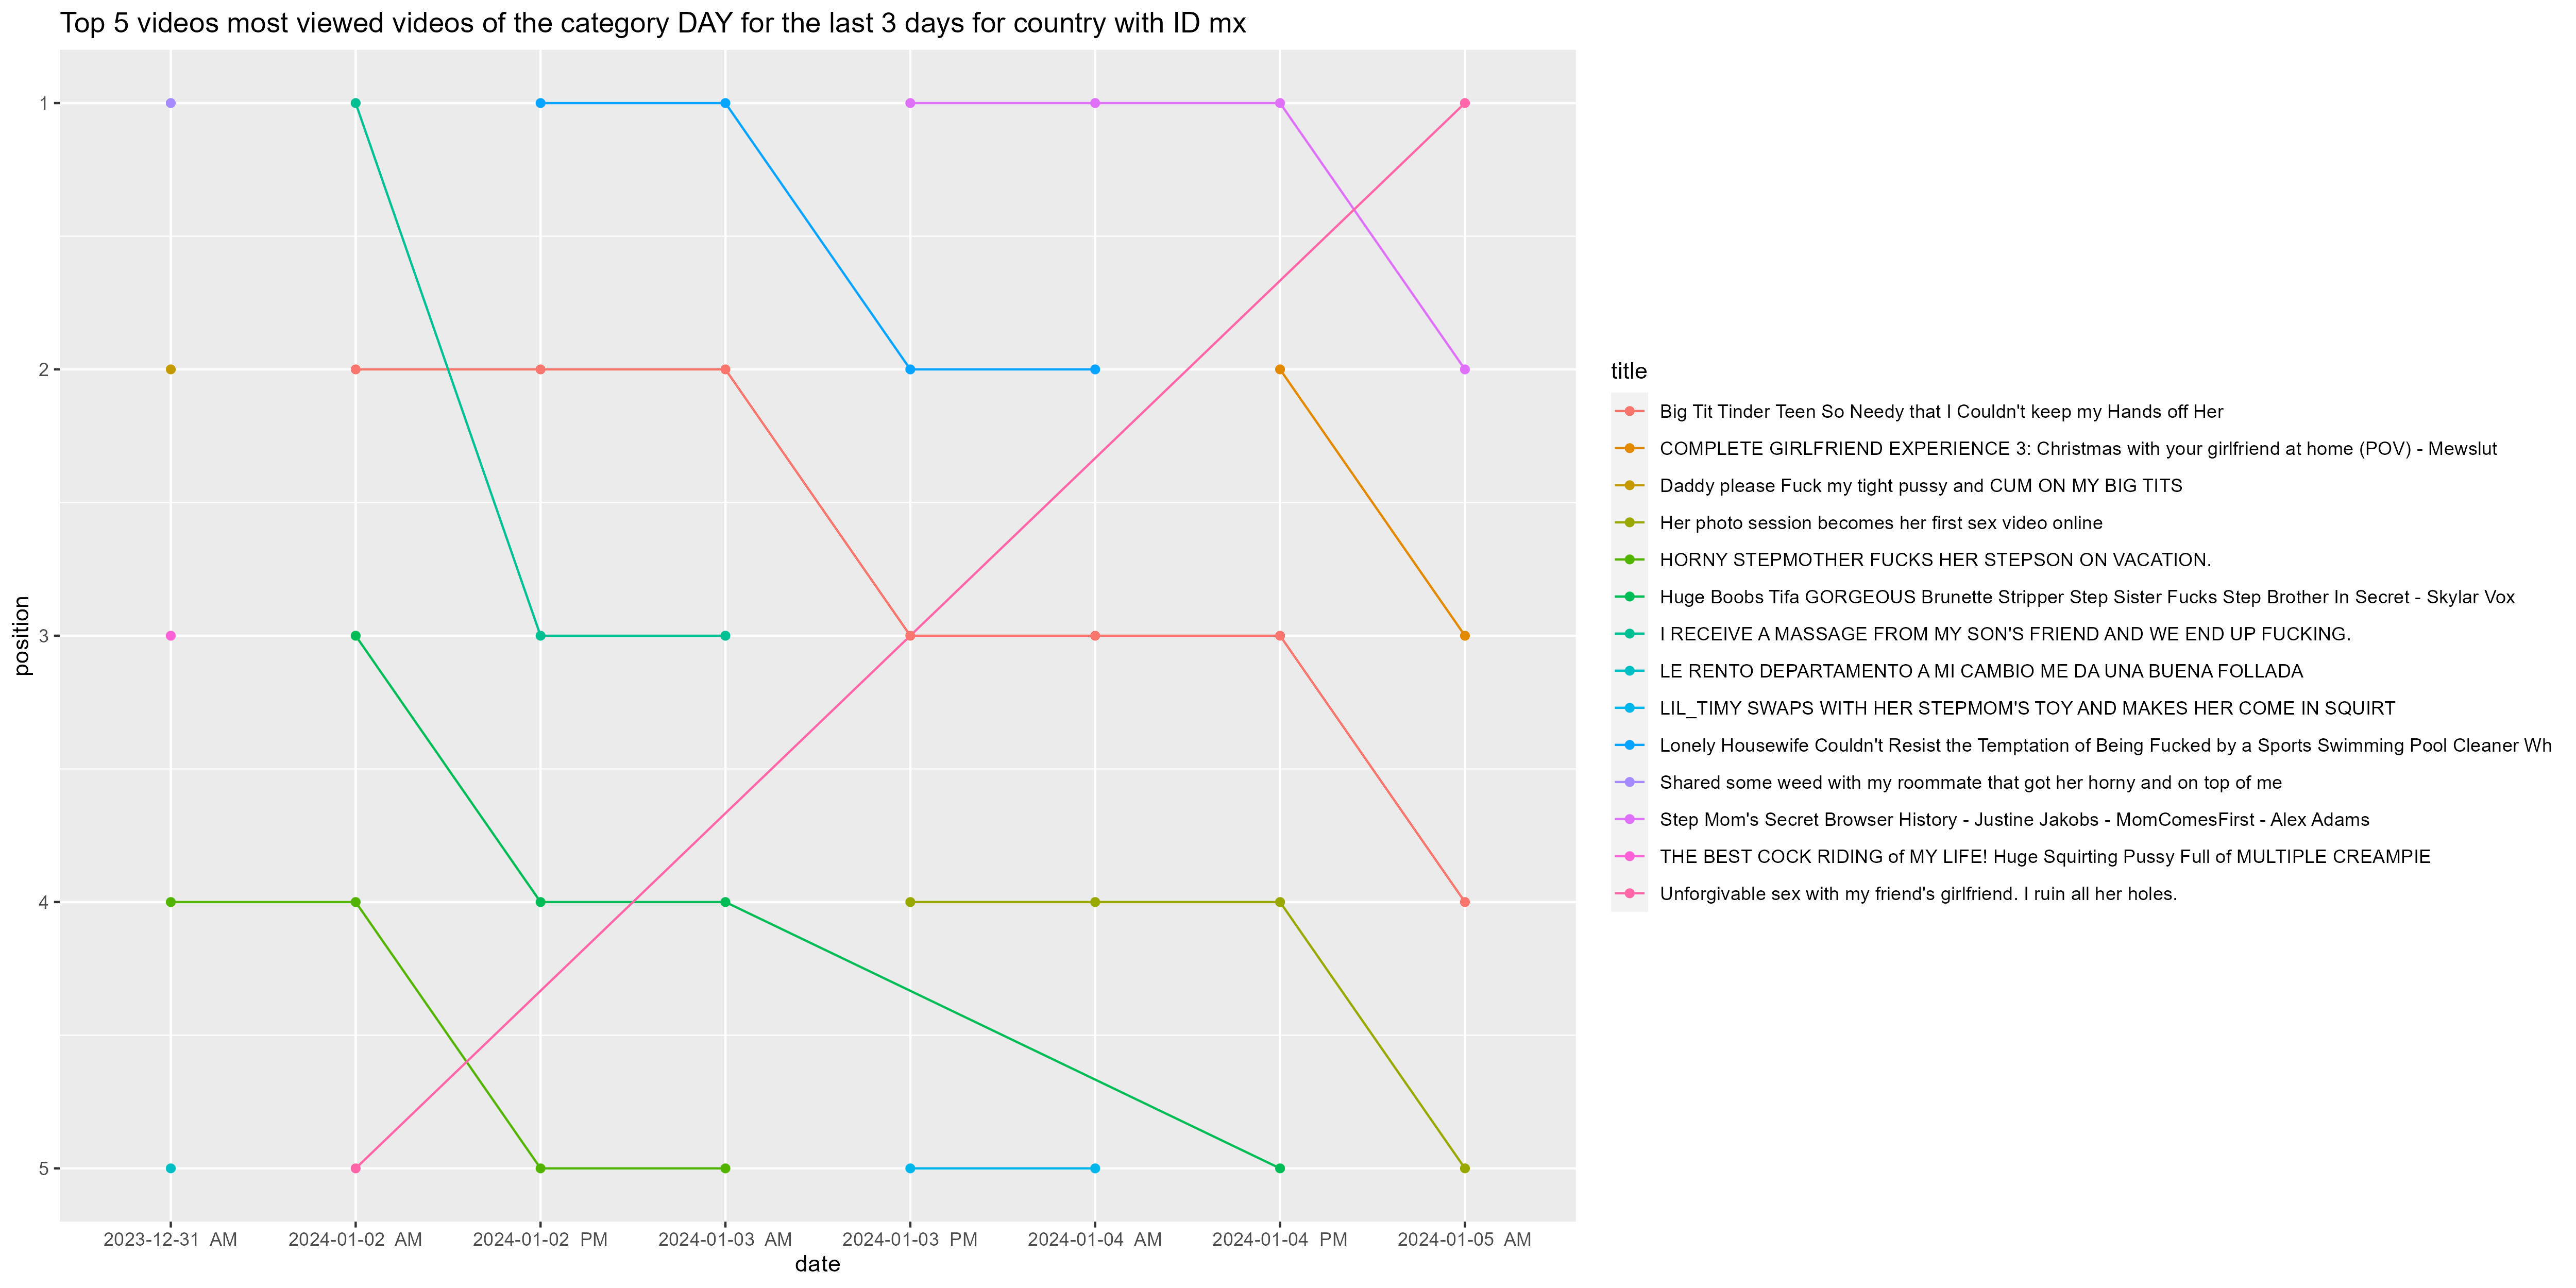 Top 5 videos most viewed videos of the category DAY for the last 3 days for country with ID mx
position
1
2
3
4
5
2023-12-31 AM
2024-01-02 AM
2024-01-02 PM
2024-01-03 AM
2024-01-03 PM
2024-01-04 AM
2024-01-04 PM
2024-01-05 AM
date
title
Big Tit Tinder Teen So Needy that I Couldn't keep my Hands off Her
COMPLETE GIRLFRIEND EXPERIENCE 3: Christmas with your girlfriend at home (POV) - Mewslut
Daddy please Fuck my tight pussy and CUM ON MY BIG TITS
Her photo session becomes her first sex video online
HORNY STEPMOTHER FUCKS HER STEPSON ON VACATION.
Huge Boobs Tifa GORGEOUS Brunette Stripper Step Sister Fucks Step Brother In Secret - Skylar Vox
I RECEIVE A MASSAGE FROM MY SON'S FRIEND AND WE END UP FUCKING.
LE RENTO DEPARTAMENTO A MI CAMBIO ME DA UNA BUENA FOLLADA
LIL_TIMY SWAPS WITH HER STEPMOM'S TOY AND MAKES HER COME IN SQUIRT
Lonely Housewife Couldn't Resist the Temptation of Being Fucked by a Sports Swimming Pool Cleaner Wh
Shared some weed with my roommate that got her horny and on top of me
Step Mom's Secret Browser History - Justine Jakobs - MomComesFirst - Alex Adams
THE BEST COCK RIDING of MY LIFE! Huge Squirting Pussy Full of MULTIPLE CREAMPIE
Unforgivable sex with my friend's girlfriend. I ruin all her holes.